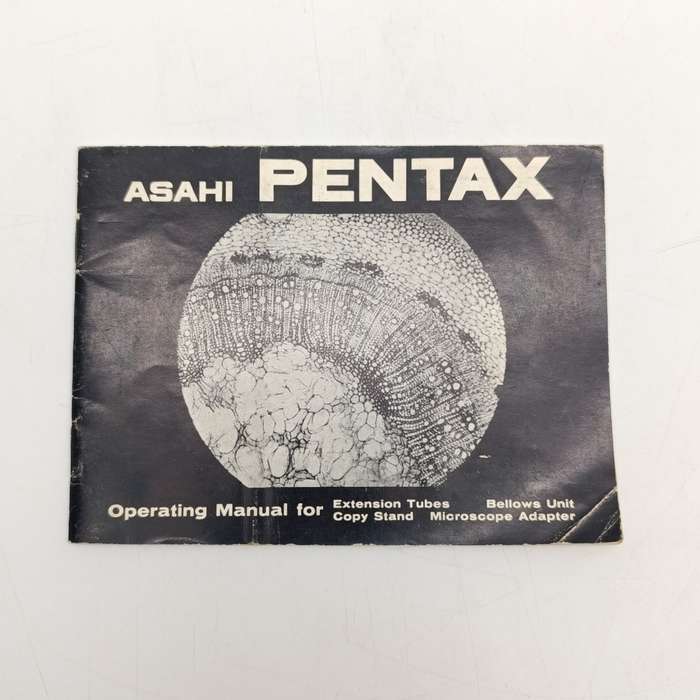 ASAHI PENTAX
Operating Manual for Extension Tubes Bellows Unit
Copy Stand Microscope Adapter